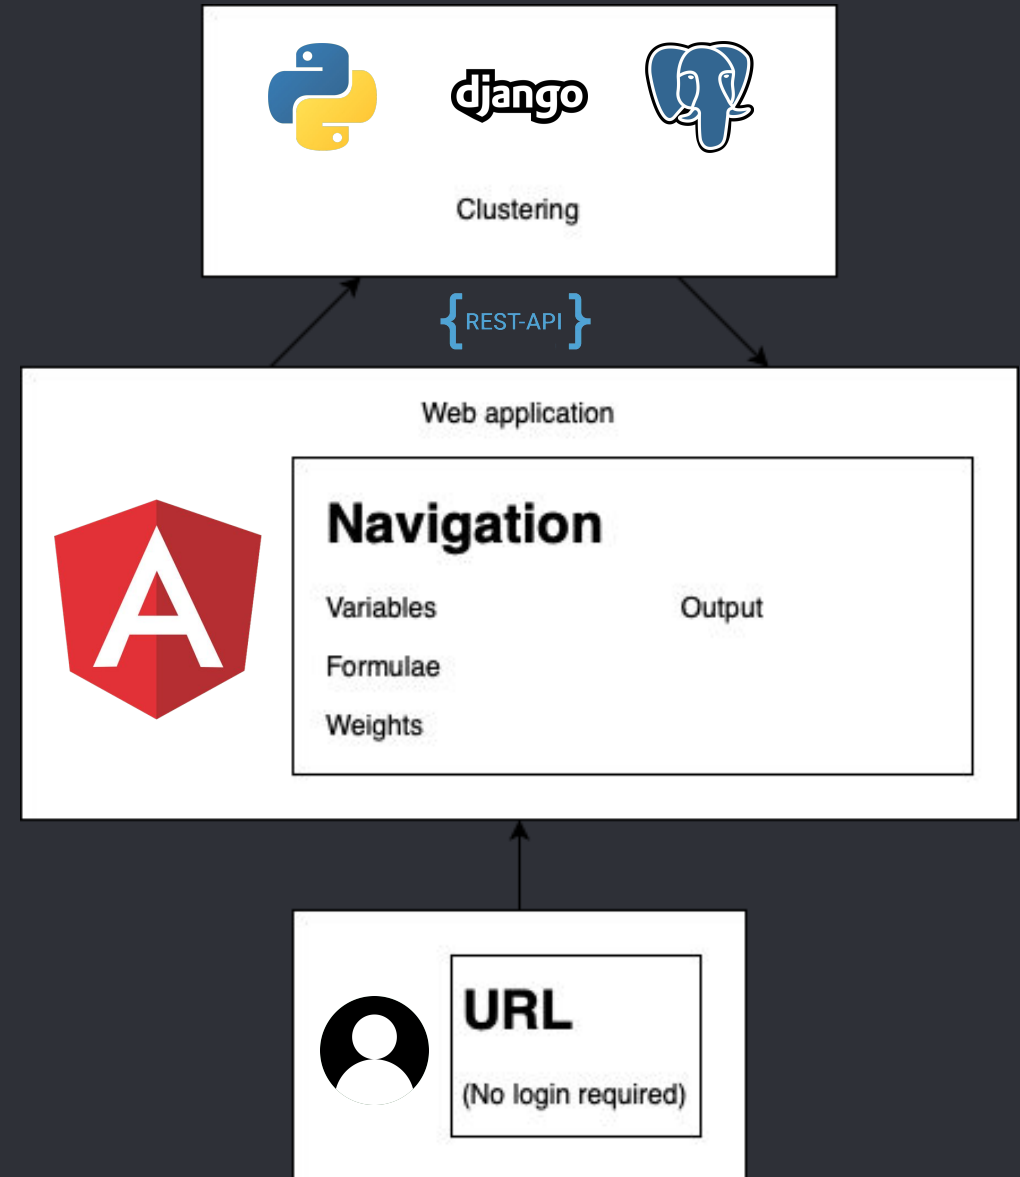 django
Clustering
{REST-API}
Web application
Navigation
Variables
Output
Formulae
Weights
URL
(No login required)